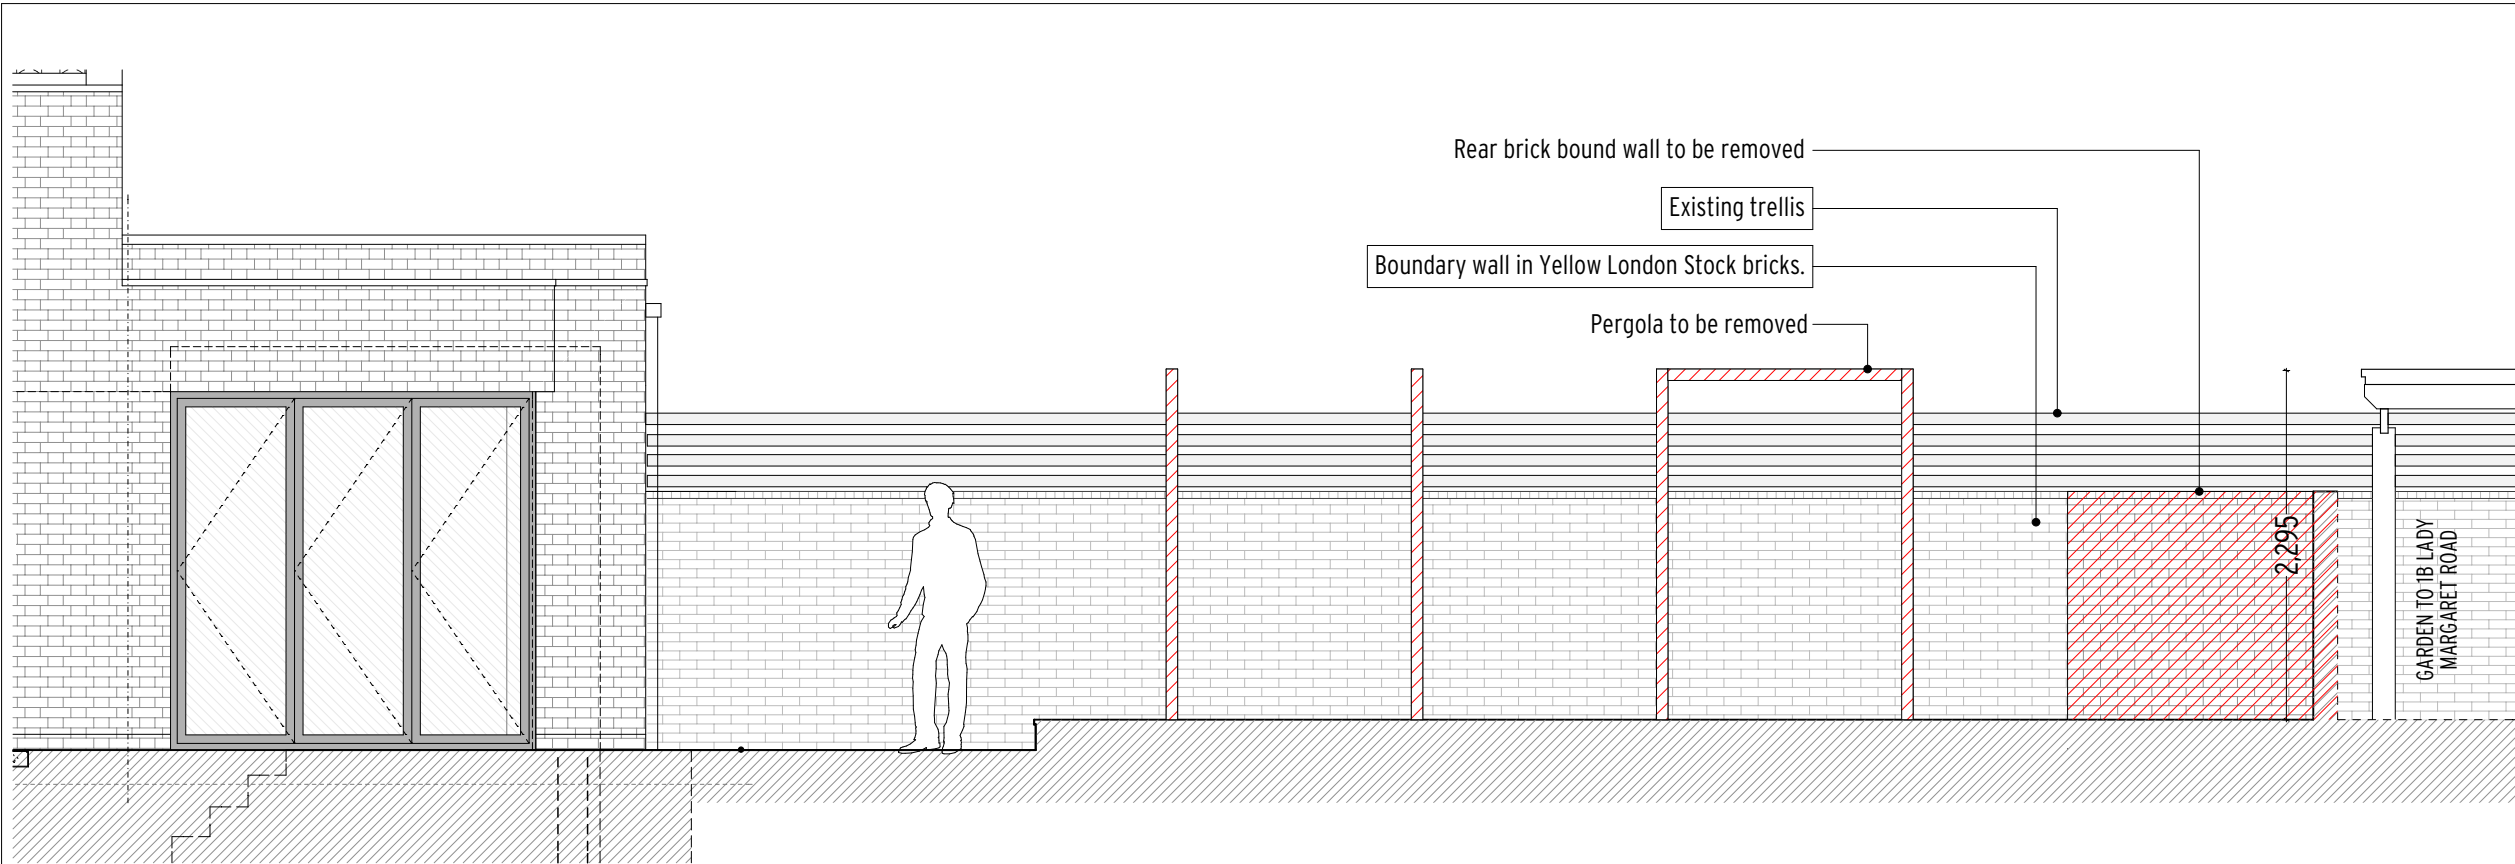 Rear brick bound wall to be removed
Existing trellis
Boundary wall in Yellow London Stock bricks.
Pergola to be removed
2,295
GARDEN TO 1B LADY
MARGARET ROAD